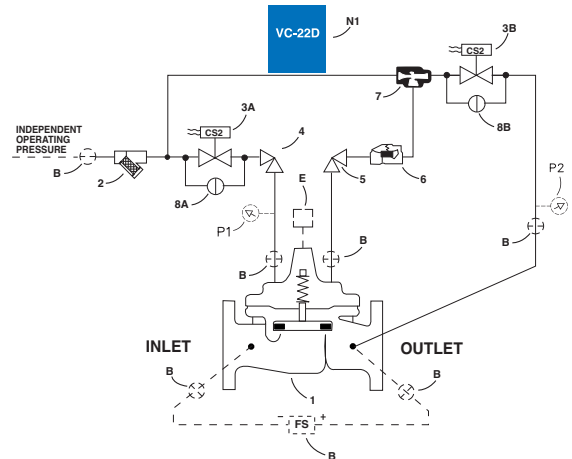 VC-22D
N1
3B
CS2
7
8B
3A
CS2
4
INDEPENDENT
OPERATING
PRESSURE
B
2
8A
5
6
E
P1
P2
B
B
B
INLET
OUTLET
B
B
1
FS
+
B